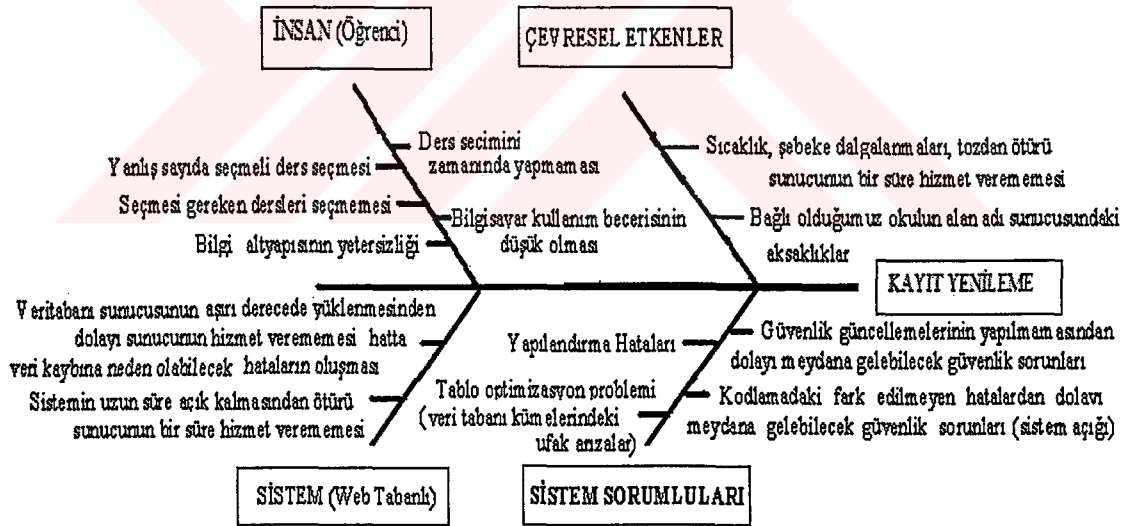 İNSAN (Öğrenci)
ÇEVRESEL ETKENLER
Ders secimini
zamanında yapmaması
Yanlış sayıda seçmeli ders seçmesi
Seçmesi gereken dersleri seçmemesi
Bilgisayar kullanım becerisinin
düşük olması
Bilgi altyapısının yetersizliği
Sıcaklık, şebeke dalgalanmaları, tozdan ötürü
sunucunun bir süre hizmet verememesi
Bağlı olduğumuz okulun alan adı sunucusundaki
aksaklıklar
KAYIT YENİLEME
Veritabanı sunucusunun aşırı derecede yüklenmesinden
dolayı sunucunun hizmet verememesi hatta
veri kaybına neden olabilecek hataların oluşması
Sistemin uzun süre açık kalmasından ötürü
sunucunun bir süre hizmet verememesi
Yapılandırma Hataları
Tablo optimizasyon problemi
(veri tabanı kümelerindeki
ufak arızalar)
Güvenlik güncellemelerinin yapılmamasından
dolayı meydana gelebilecek güvenlik sorunları
Kodlamadaki fark edilmeyen hatalardan dolayı
meydana gelebilecek güvenlik sorunları (sistem açığı)
SİSTEM (Web Tabanlı)
SİSTEM SORUMLULARI